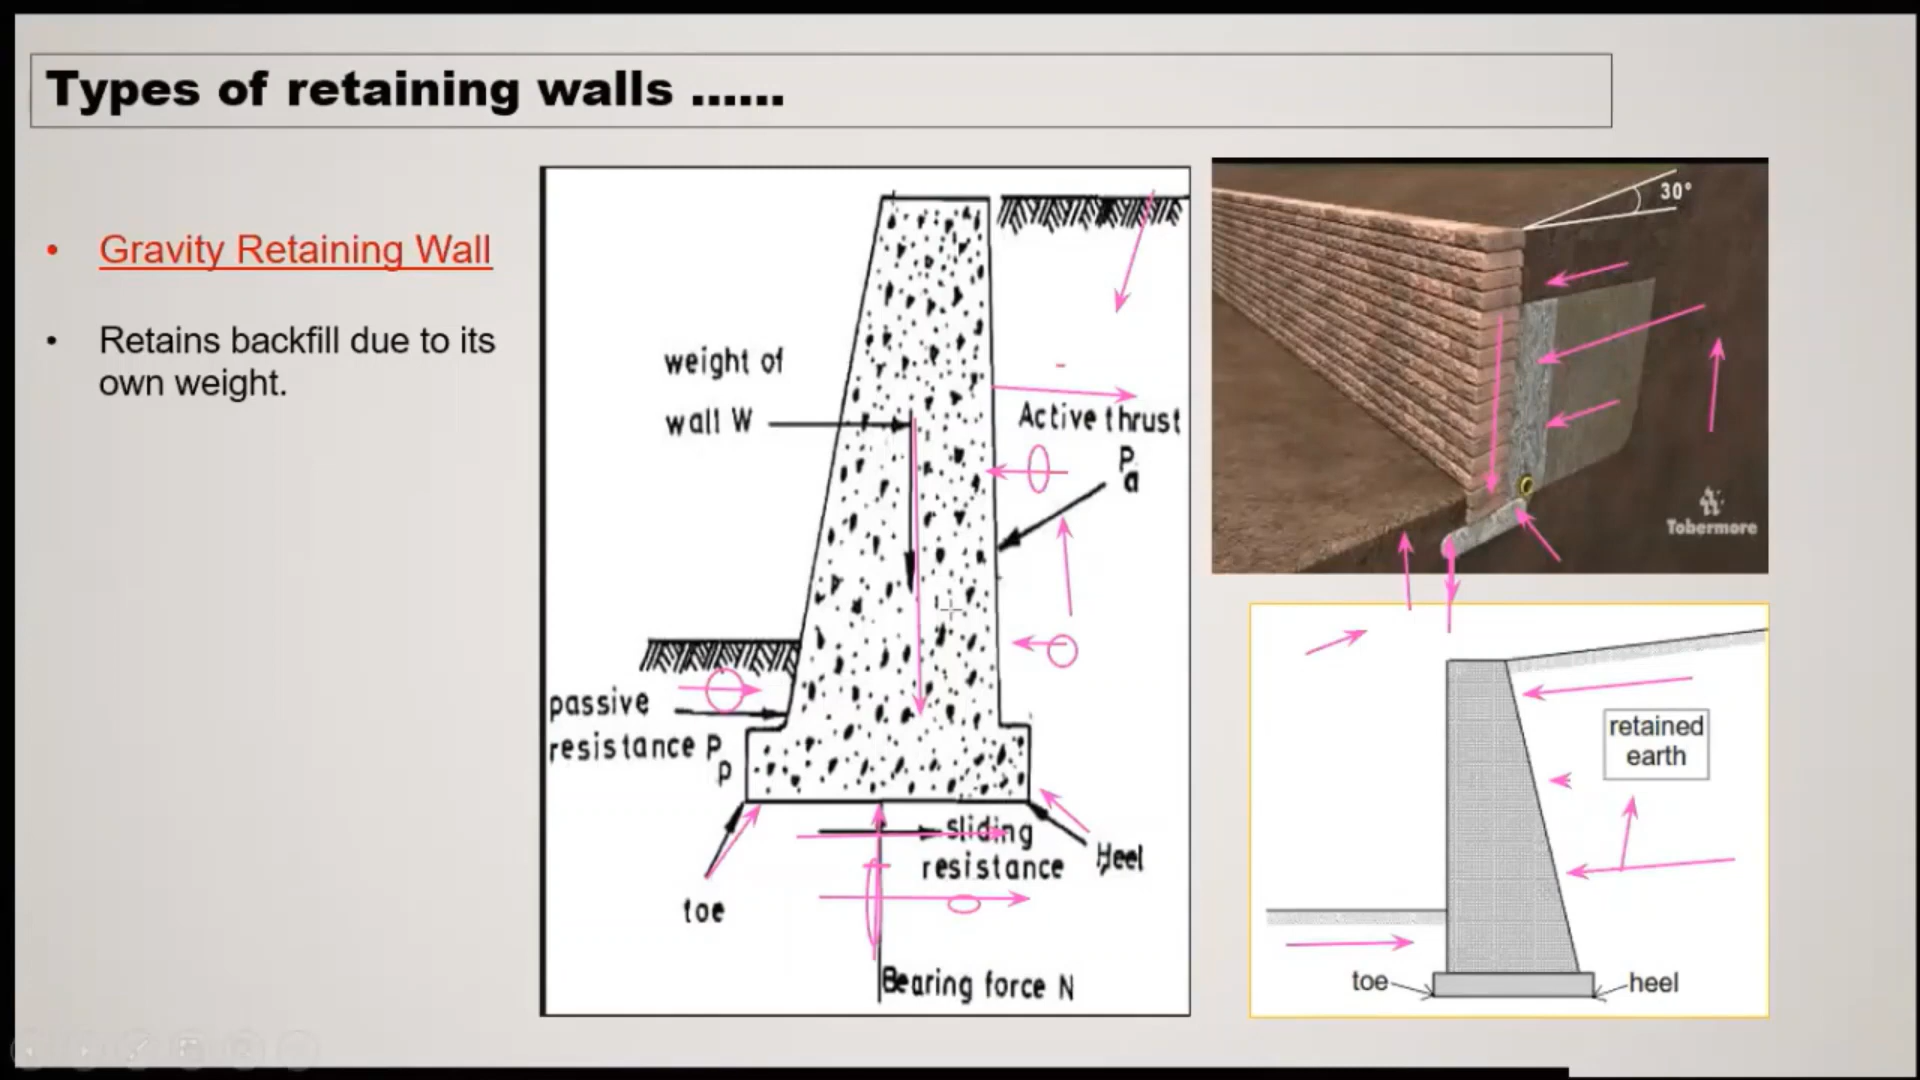 Types of retaining walls ......
• Gravity Retaining Wall
• Retains backfill due to its
own weight.
weight of
wall W
Active thrust
Pa
passive
resistance Pp
sliding
resistance
Heel
toe
Bearing force N
30°
Tobermore
retained
earth
toe
heel